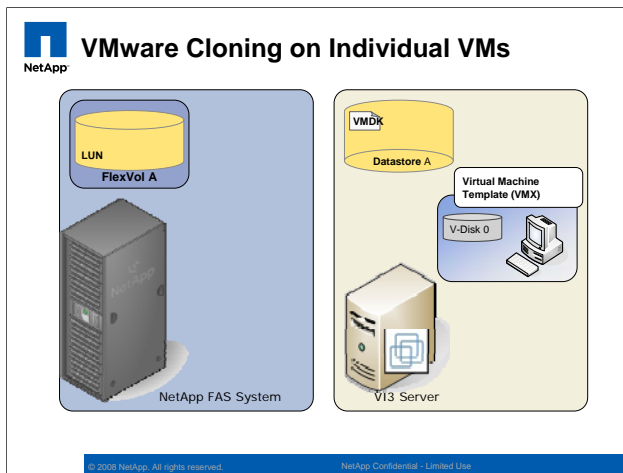 NetApp
VMware Cloning on Individual VMs
LUN
FlexVol A
NetApp
NetApp FAS System
VMDK
Datastore A
Virtual Machine
Template (VMX)
V-Disk 0
VI3 Server
© 2008 NetApp. All rights reserved.
NetApp Confidential - Limited Use